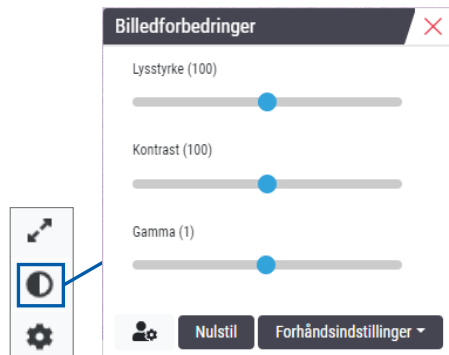 Billedforbedringer
Lysstyrke (100)
Kontrast (100)
Gamma (1)
Nulstil
Forhåndsindstillinger